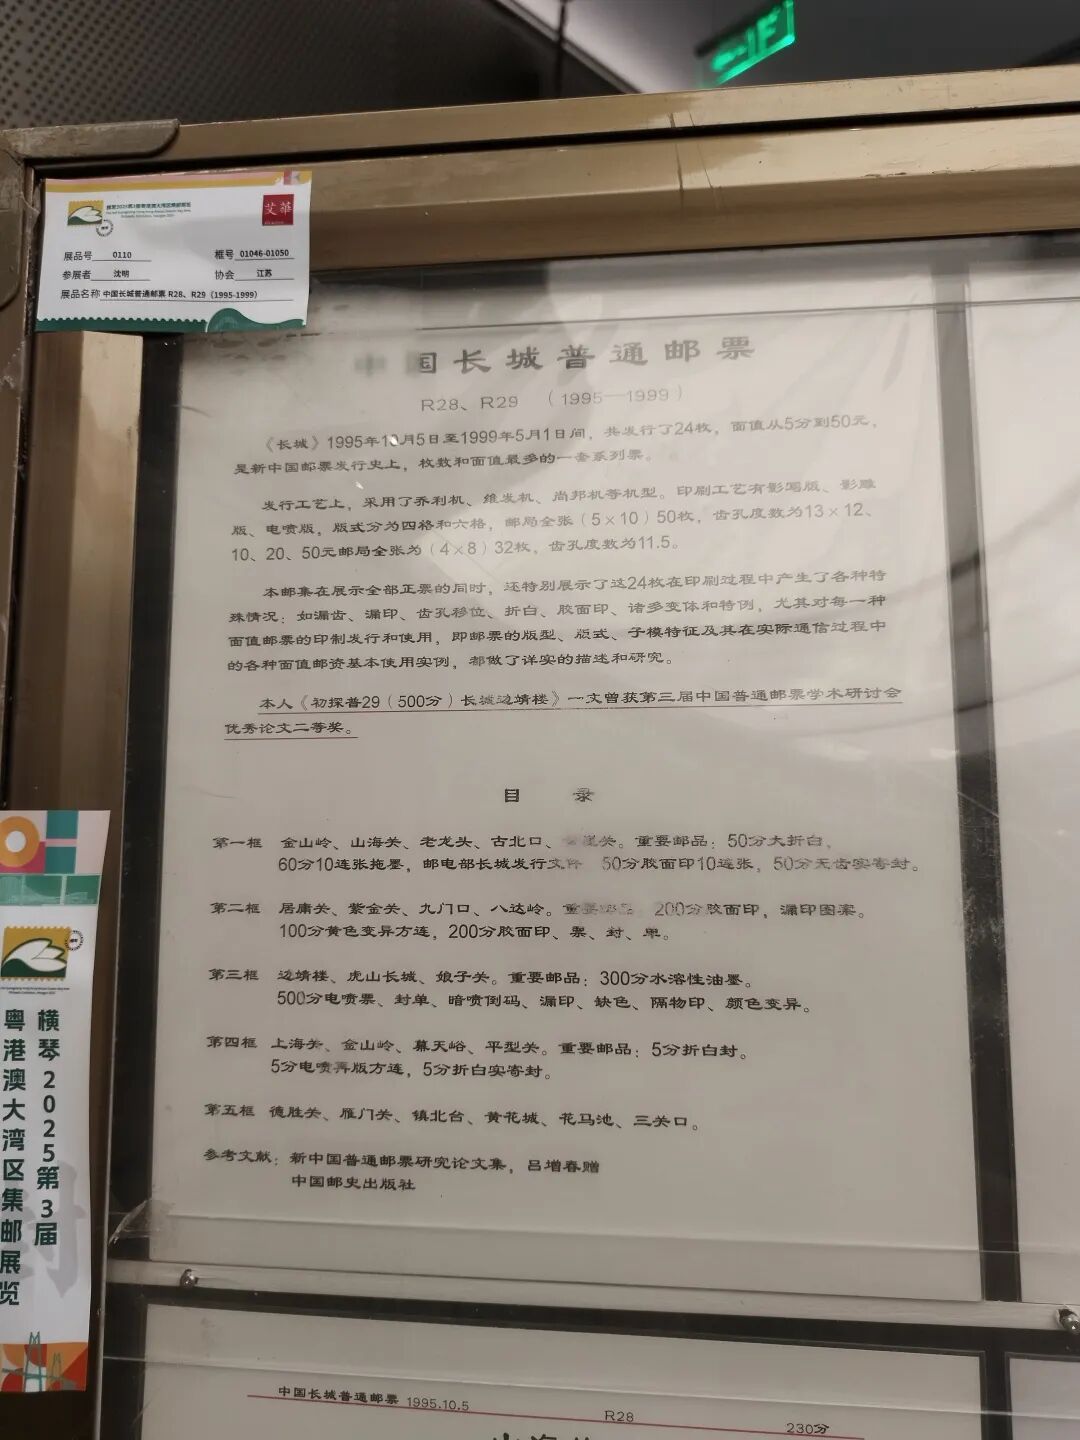 横琴2025第3届粤港澳大湾区集邮展览
艾華
展品号 0110 框号 01046-01050
参展者 沈明 协会 江苏
展品名称 中国长城普通邮票 R28、R29（1995-1999）
中国长城普通邮票
R28、R29 （1995—1999）
《长城》1995年10月5日至1999年5月1日间，共发行了24枚，面值从5分到50元，
是新中国邮票发行史上，枚数和面值最多的一套系列票。
发行工艺上，采用了乔利机、维发机、尚邦机等机型。印刷工艺有影写版、影雕
版、电喷版，版式分为四格和六格，邮局全张（5×10）50枚，齿孔度数为13×12、
10、20、50元邮局全张为（4×8）32枚，齿孔度数为11.5。
本邮集在展示全部正票的同时，还特别展示了这24枚在印刷过程中产生了各种特
殊情况：如漏齿、漏印、齿孔移位、折白、胶面印、诸多变体和特例，尤其对每一种
面值邮票的印制发行和使用，即邮票的版型、版式、子模特征及其在实际通信过程中
的各种面值邮资基本使用实例，都做了详实的描述和研究。
本人《初探普29（500分）长城边靖楼》一文曾获第三届中国普通邮票学术研讨会
优秀论文二等奖。
目 录
第一框 金山岭、山海关、老龙头、古北口、崖关。重要邮品：50分大折白，
60分10连张拖墨，邮电部长城发行文件 50分胶面印10连张，50分无齿实寄封。
第二框 居庸关、紫金关、九门口、八达岭。重要邮品：200分胶面印，漏印图案。
100分黄色变异方连，200分胶面印、票、封、单。
第三框 边靖楼、虎山长城、娘子关。重要邮品：300分水溶性油墨。
500分电喷票、封单、暗喷倒码、漏印、缺色、隔物印、颜色变异。
第四框 上海关、金山岭、幕天峪、平型关。重要邮品：5分折白封。
5分电喷再版方连，5分折白实寄封。
第五框 德胜关、雁门关、镇北台、黄花城、花马池、三关口。
参考文献：新中国普通邮票研究论文集，吕增春赠
中国邮史出版社
横琴2025第3届
粤港澳大湾区集邮展览
中国长城普通邮票 1995.10.5 R28 230分